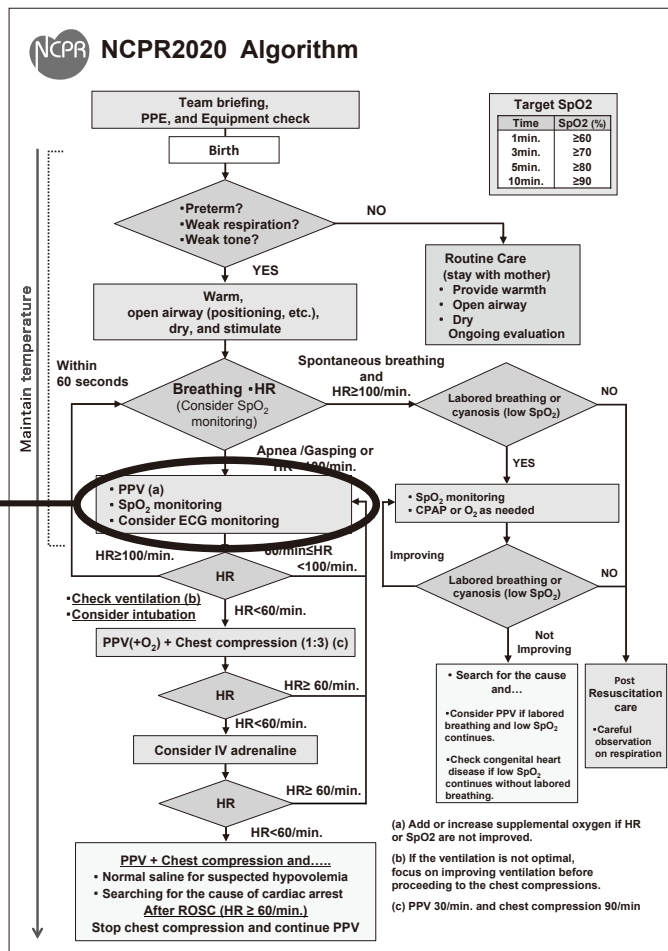 NCPR
NCPR2020 Algorithm
Team briefing,
PPE, and Equipment check
Target SpO2
Time SpO2 (%)
1min. ≥60
3min. ≥70
5min. ≥80
10min. ≥90
Birth
▪Preterm?
▪Weak respiration?
▪Weak tone?
NO
YES
Routine Care
(stay with mother)
• Provide warmth
• Open airway
• Dry
Ongoing evaluation
Warm,
open airway (positioning, etc.),
dry, and stimulate
Maintain temperature
Within
60 seconds
Breathing ▪HR
(Consider SpO₂
monitoring)
Spontaneous breathing
and
HR≥100/min.
Labored breathing or
cyanosis (low SpO₂)
NO
YES
Apnea /Gasping or
HR<100/min.
• PPV (a)
• SpO₂ monitoring
• Consider ECG monitoring
• SpO₂ monitoring
• CPAP or O₂ as needed
HR≥100/min.
60/min≤HR
<100/min.
HR
Improving
Labored breathing or
cyanosis (low SpO₂)
NO
▪Check ventilation (b)
▪Consider intubation
HR<60/min.
Not
Improving
PPV(+O₂) + Chest compression (1:3) (c)
HR
HR≥ 60/min.
HR<60/min.
• Search for the cause
and…
▪Consider PPV if labored
breathing and low SpO₂
continues.
▪Check congenital heart
disease if low SpO₂
continues without labored
breathing.
Post
Resuscitation
care
▪Careful
observation
on respiration
Consider IV adrenaline
HR
HR≥ 60/min.
HR<60/min.
PPV + Chest compression and…..
• Normal saline for suspected hypovolemia
• Searching for the cause of cardiac arrest
After ROSC (HR ≥ 60/min.)
Stop chest compression and continue PPV
(a) Add or increase supplemental oxygen if HR
or SpO2 are not improved.
(b) If the ventilation is not optimal,
focus on improving ventilation before
proceeding to the chest compressions.
(c) PPV 30/min. and chest compression 90/min